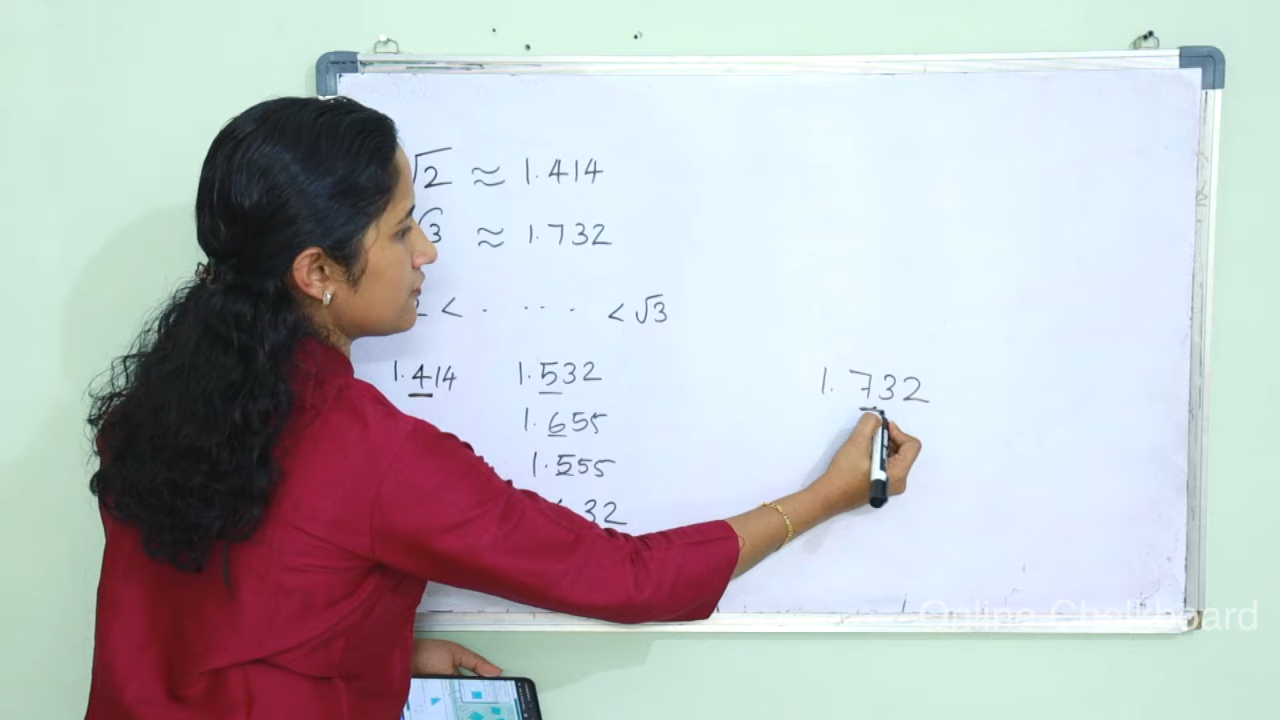 √2 ≈ 1.414
√3 ≈ 1.732
2 < . ... . < √3
1.414 1.532 1.732
1.655
1.555
32
Online Chalkboard